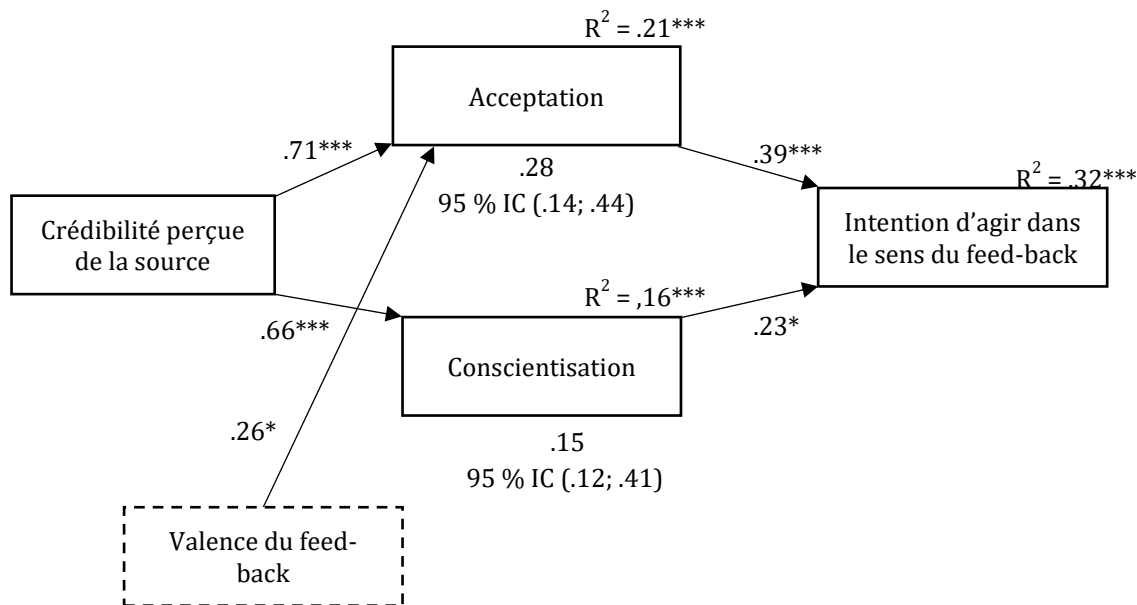 R² = .21***
Acceptation
.71***
.39***
.28
95 % IC (.14; .44)
R² = .32***
Crédibilité perçue
de la source
Intention d'agir dans
le sens du feed-back
R² = ,16***
.66***
.23*
Conscientisation
.26*
.15
95 % IC (.12; .41)
Valence du feed-
back